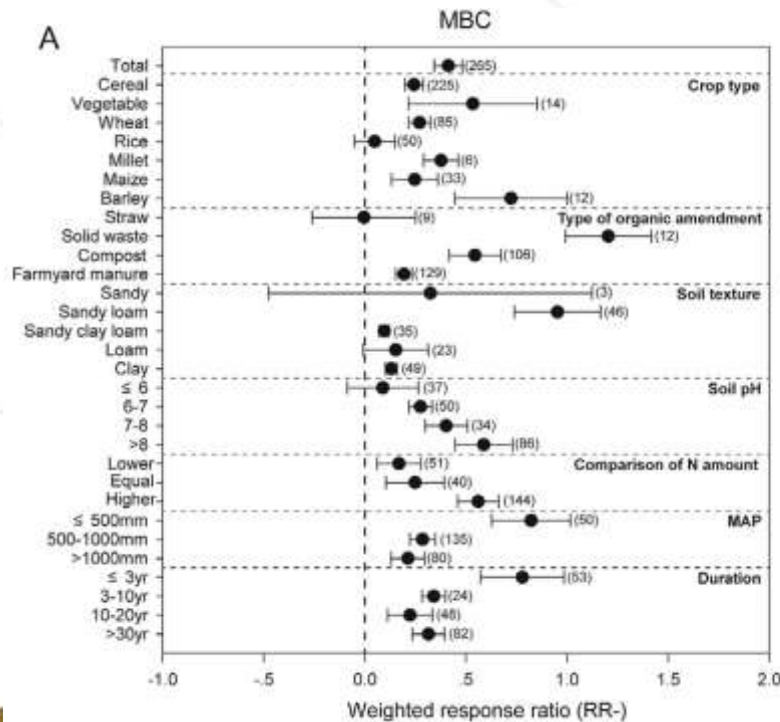 MBC
A
Total (265)
Cereal (225) Crop type
Vegetable (14)
Wheat (85)
Rice (50)
Millet (6)
Maize (33)
Barley (12)
Straw (9) Type of organic amendment
Solid waste (12)
Compost (106)
Farmyard manure (129)
Sandy (3) Soil texture
Sandy loam (46)
Sandy clay loam (35)
Loam (23)
Clay (49)
≤ 6 (37) Soil pH
6-7 (50)
7-8 (34)
>8 (86)
Lower (51) Comparison of N amount
Equal (40)
Higher (144)
≤ 500mm (50) MAP
500-1000mm (135)
>1000mm (80)
≤ 3yr (53) Duration
3-10yr (24)
10-20yr (48)
>30yr (82)
-1.0 -.5 0.0 .5 1.0 1.5 2.0
Weighted response ratio (RR-)